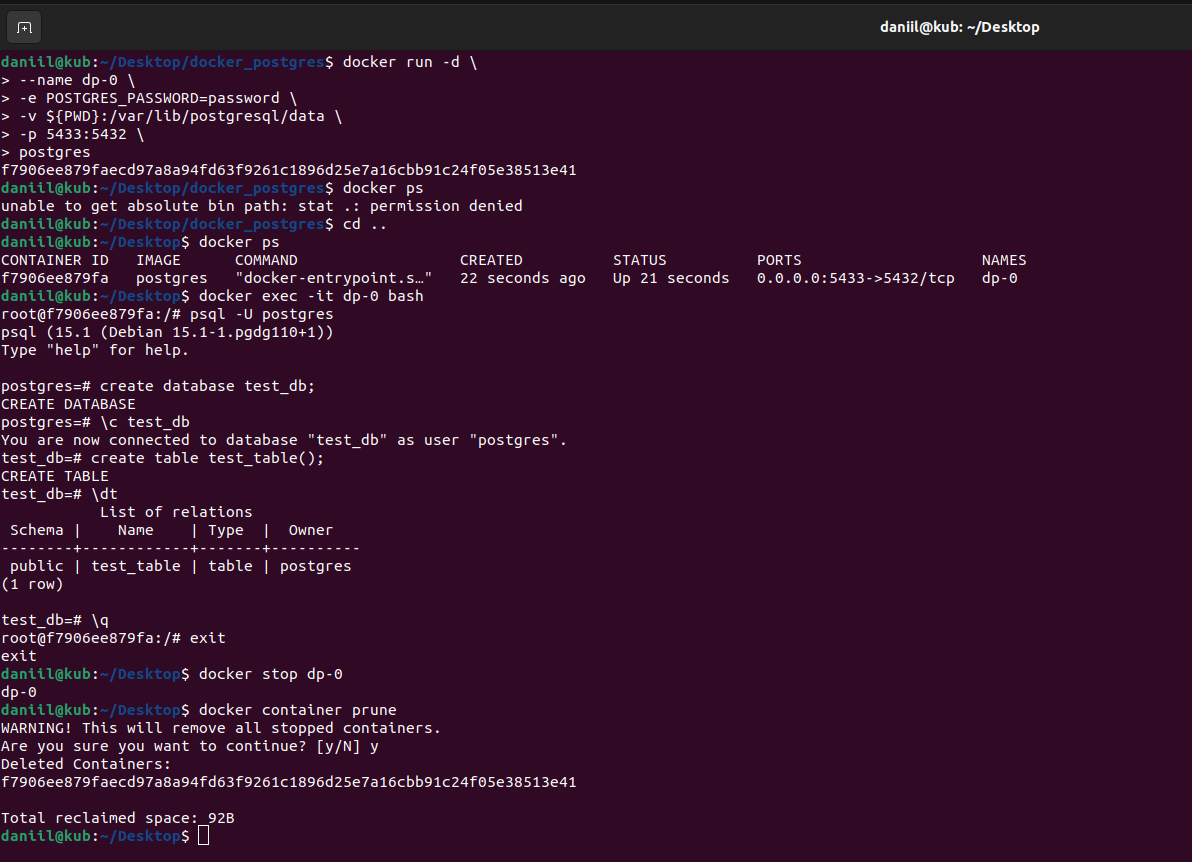 daniil@kub: ~/Desktop
daniil@kub:~/Desktop/docker_postgres$ docker run -d \
> --name dp-0 \
> -e POSTGRES_PASSWORD=password \
> -v ${PWD}:/var/lib/postgresql/data \
> -p 5433:5432 \
> postgres
f7906ee879faecd97a8a94fd63f9261c1896d25e7a16cbb91c24f05e38513e41
daniil@kub:~/Desktop/docker_postgres$ docker ps
unable to get absolute bin path: stat .: permission denied
daniil@kub:~/Desktop/docker_postgres$ cd ..
daniil@kub:~/Desktop$ docker ps
CONTAINER ID   IMAGE      COMMAND                  CREATED          STATUS          PORTS                    NAMES
f7906ee879fa   postgres   "docker-entrypoint.s…"   22 seconds ago   Up 21 seconds   0.0.0.0:5433->5432/tcp   dp-0
daniil@kub:~/Desktop$ docker exec -it dp-0 bash
root@f7906ee879fa:/# psql -U postgres
psql (15.1 (Debian 15.1-1.pgdg110+1))
Type "help" for help.
postgres=# create database test_db;
CREATE DATABASE
postgres=# \c test_db
You are now connected to database "test_db" as user "postgres".
test_db=# create table test_table();
CREATE TABLE
test_db=# \dt
           List of relations
 Schema |    Name    | Type  |  Owner
--------+------------+-------+----------
 public | test_table | table | postgres
(1 row)
test_db=# \q
root@f7906ee879fa:/# exit
exit
daniil@kub:~/Desktop$ docker stop dp-0
dp-0
daniil@kub:~/Desktop$ docker container prune
WARNING! This will remove all stopped containers.
Are you sure you want to continue? [y/N] y
Deleted Containers:
f7906ee879faecd97a8a94fd63f9261c1896d25e7a16cbb91c24f05e38513e41
Total reclaimed space: 92B
daniil@kub:~/Desktop$